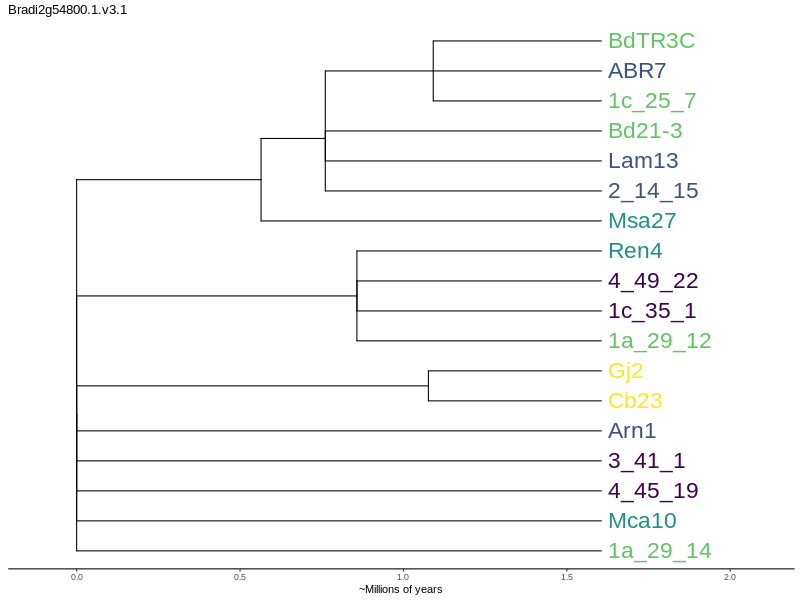 Bradi2g54800.1.v3.1
BdTR3C
ABR7
1c_25_7
Bd21-3
Lam13
2_14_15
Msa27
Ren4
4_49_22
1c_35_1
1a_29_12
Gj2
Cb23
Arn1
3_41_1
4_45_19
Mca10
1a_29_14
0.0 0.5 1.0 1.5 2.0
~Millions of years